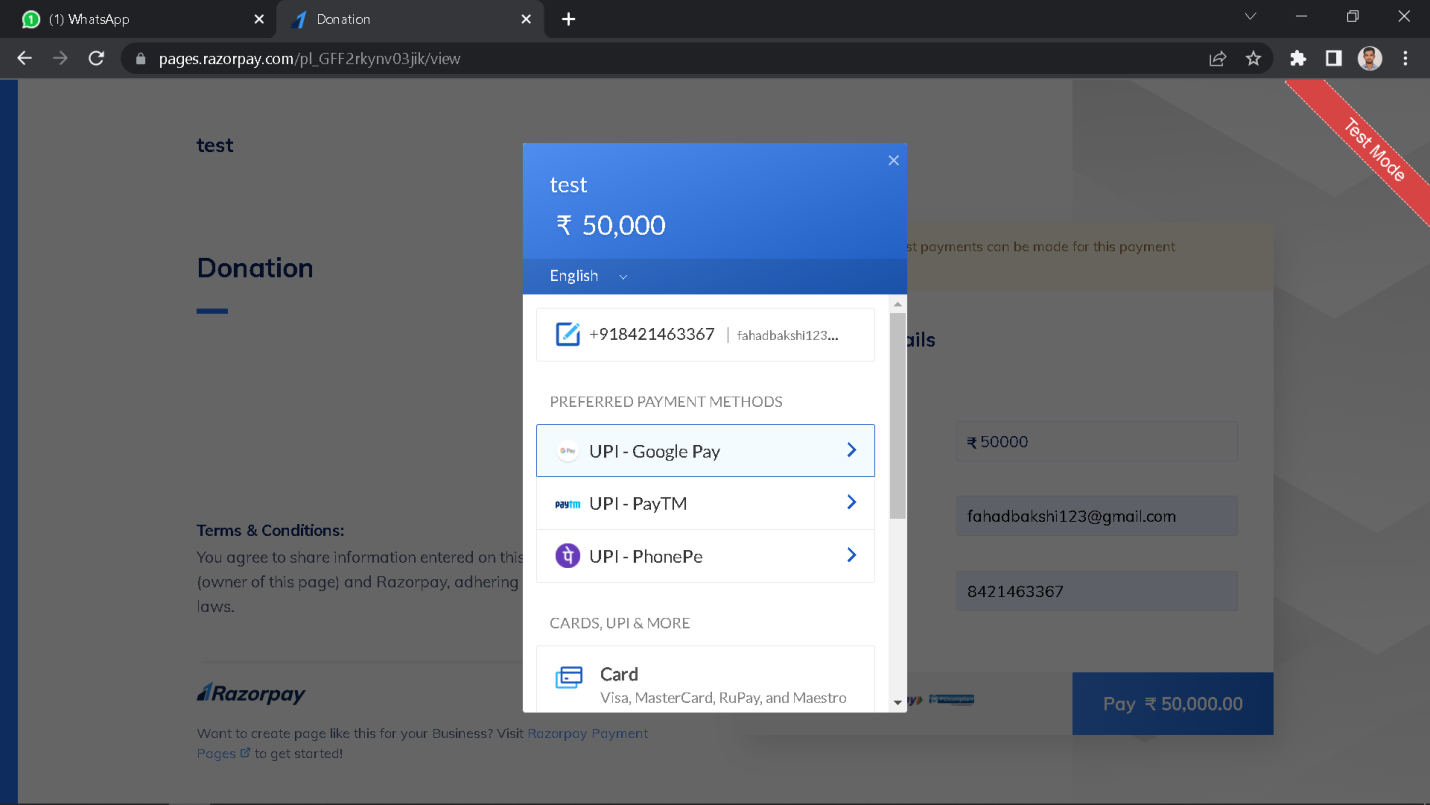 (1) WhatsApp
Donation
pages.razorpay.com/pl_GFF2rkynv03jik/view
Test Mode
test
Donation
Terms & Conditions:
You agree to share information entered on this
(owner of this page) and Razorpay, adhering
laws.
Razorpay
Want to create page like this for your Business? Visit Razorpay Payment
Pages to get started!
test
₹ 50,000
English
+918421463367 | fahadbakshi123...
PREFERRED PAYMENT METHODS
G Pay UPI - Google Pay
paytm UPI - PayTM
UPI - PhonePe
CARDS, UPI & MORE
Card
Visa, MasterCard, RuPay, and Maestro
st payments can be made for this payment
ails
₹ 50000
fahadbakshi123@gmail.com
8421463367
Pay ₹ 50,000.00